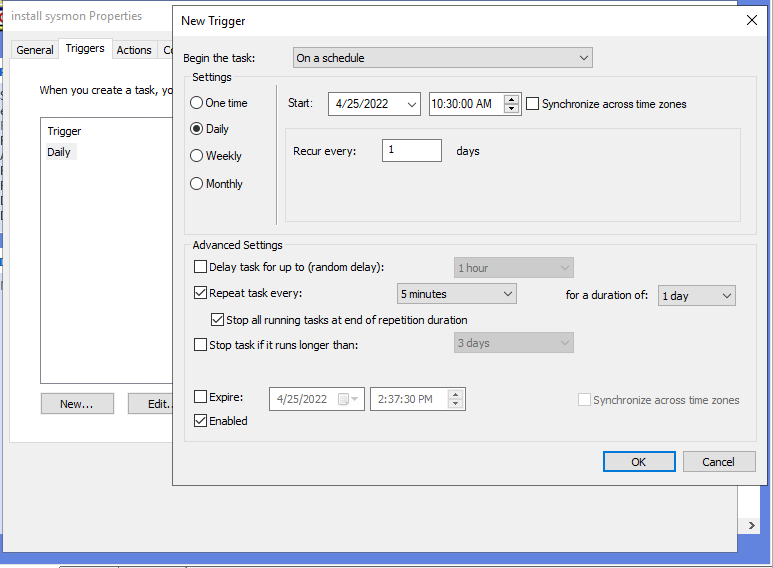 install sysmon Properties
New Trigger
General Triggers Actions
Begin the task: On a schedule
Settings
When you create a task, yo
Trigger
Daily
One time
Daily
Weekly
Monthly
Start: 4/25/2022 10:30:00 AM Synchronize across time zones
Recur every: 1 days
Advanced Settings
Delay task for up to (random delay): 1 hour
Repeat task every: 5 minutes for a duration of: 1 day
Stop all running tasks at end of repetition duration
Stop task if it runs longer than: 3 days
Expire: 4/25/2022 2:37:30 PM Synchronize across time zones
Enabled
New... Edit..
OK Cancel